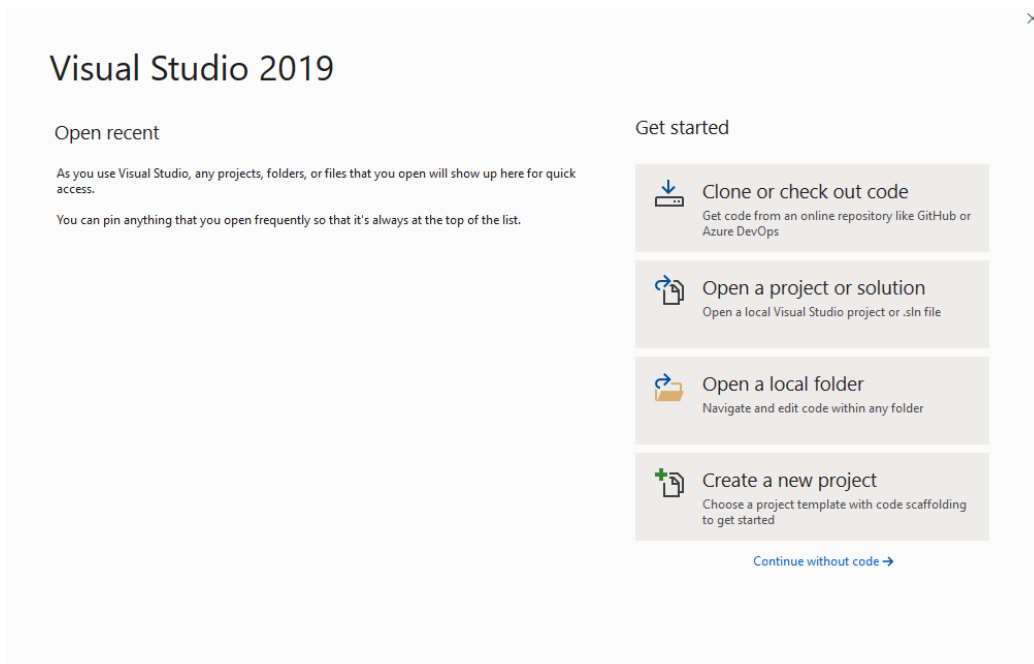 Visual Studio 2019
Open recent
As you use Visual Studio, any projects, folders, or files that you open will show up here for quick
access.
You can pin anything that you open frequently so that it's always at the top of the list.
Get started
Clone or check out code
Get code from an online repository like GitHub or
Azure DevOps
Open a project or solution
Open a local Visual Studio project or .sln file
Open a local folder
Navigate and edit code within any folder
Create a new project
Choose a project template with code scaffolding
to get started
Continue without code →